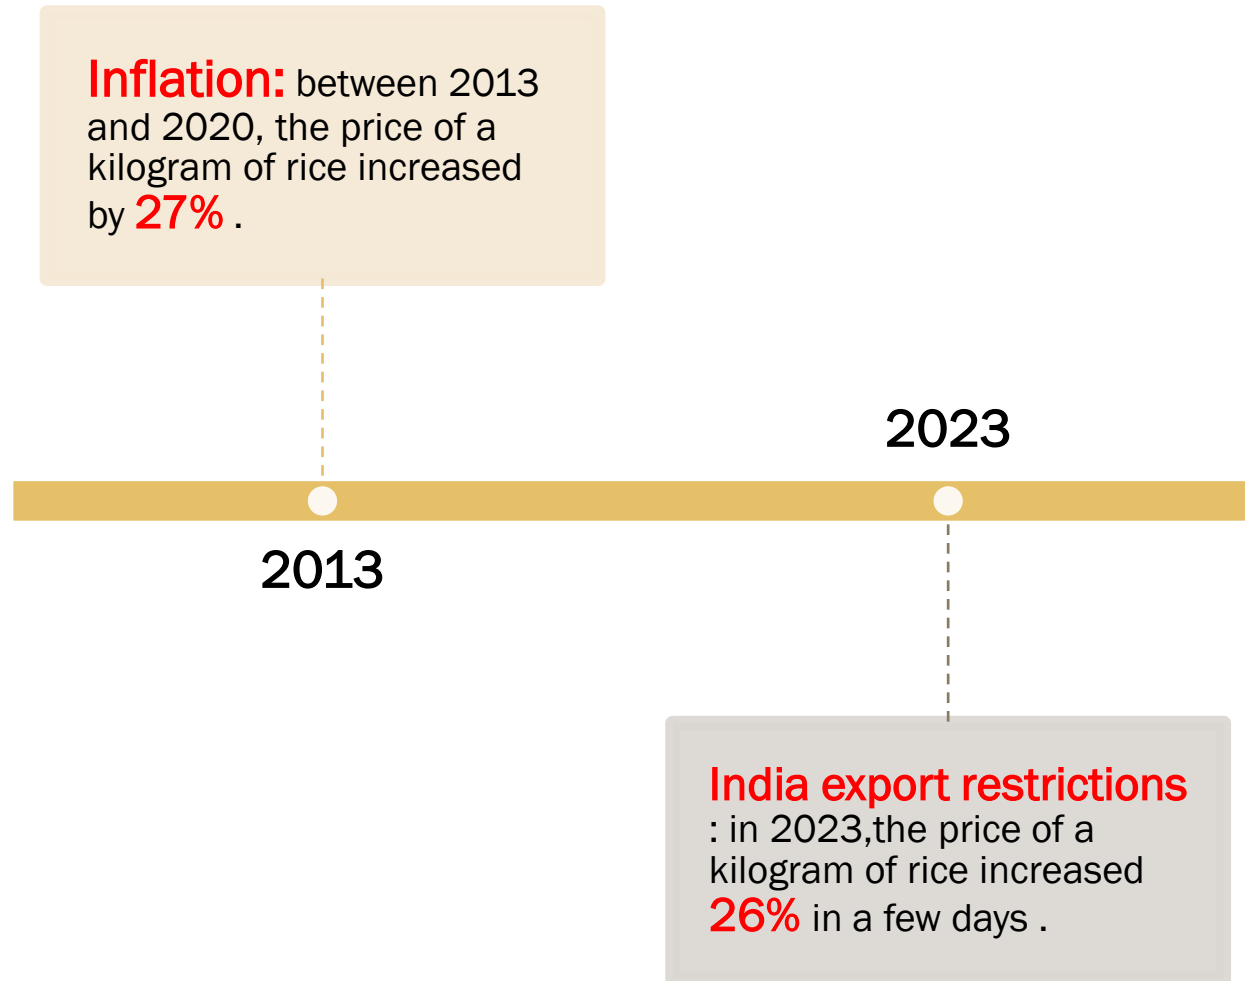 Inflation: between 2013
and 2020, the price of a
kilogram of rice increased
by 27% .
2023
2013
India export restrictions
: in 2023,the price of a
kilogram of rice increased
26% in a few days .